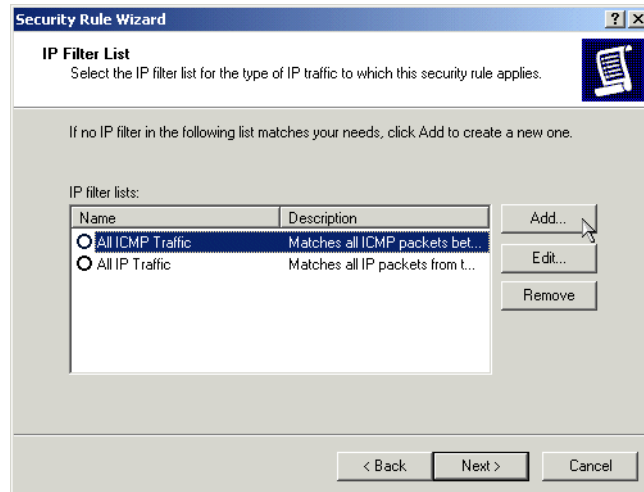 Security Rule Wizard
IP Filter List
Select the IP filter list for the type of IP traffic to which this security rule applies.
If no IP filter in the following list matches your needs, click Add to create a new one.
IP filter lists:
Name Description
All ICMP Traffic Matches all ICMP packets bet...
All IP Traffic Matches all IP packets from t...
Add...
Edit...
Remove
< Back Next > Cancel